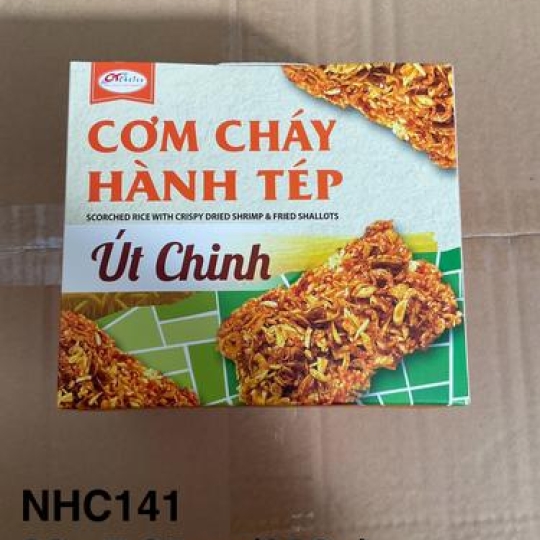 CƠM CHÁY
HÀNH TÉP
SCORCHED RICE WITH CRISPY DRIED SHRIMP & FRIED SHALLOTS
Út Chinh
NHC141